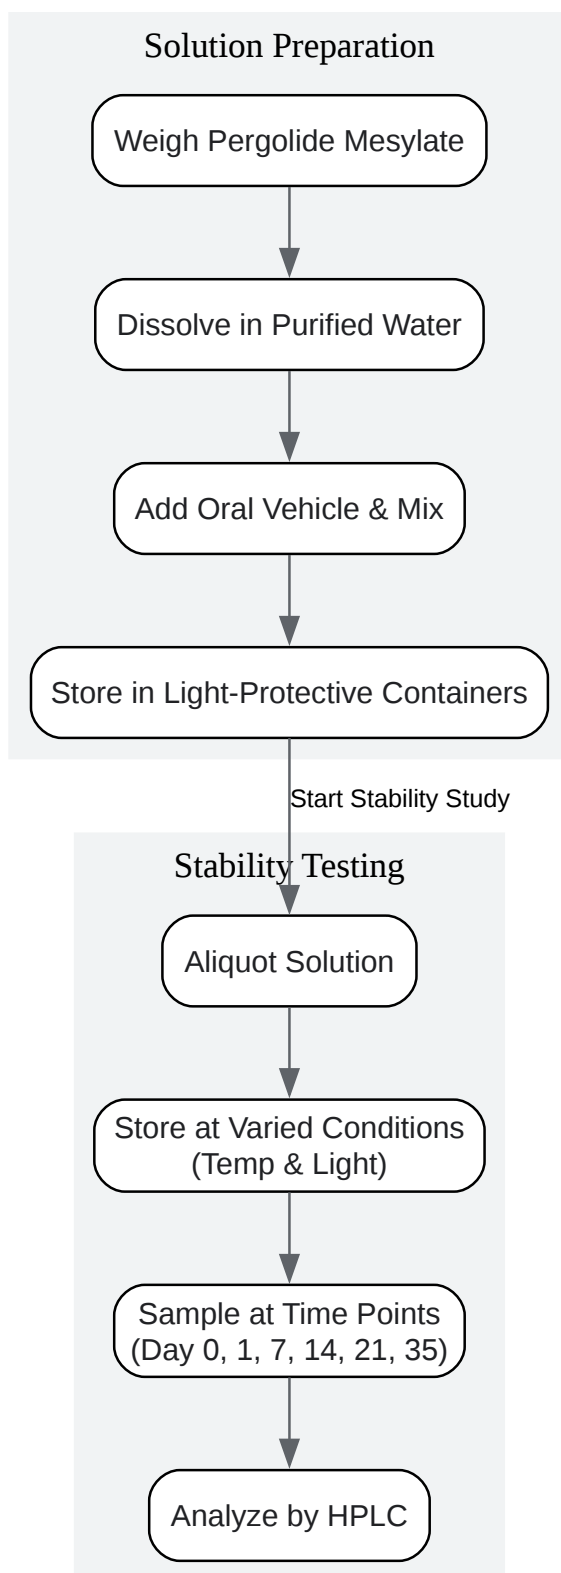 Solution Preparation
Weigh Pergolide Mesylate
Dissolve in Purified Water
Add Oral Vehicle & Mix
Store in Light-Protective Containers
Start Stability Study
Stability Testing
Aliquot Solution
Store at Varied Conditions
(Temp & Light)
Sample at Time Points
(Day 0, 1, 7, 14, 21, 35)
Analyze by HPLC